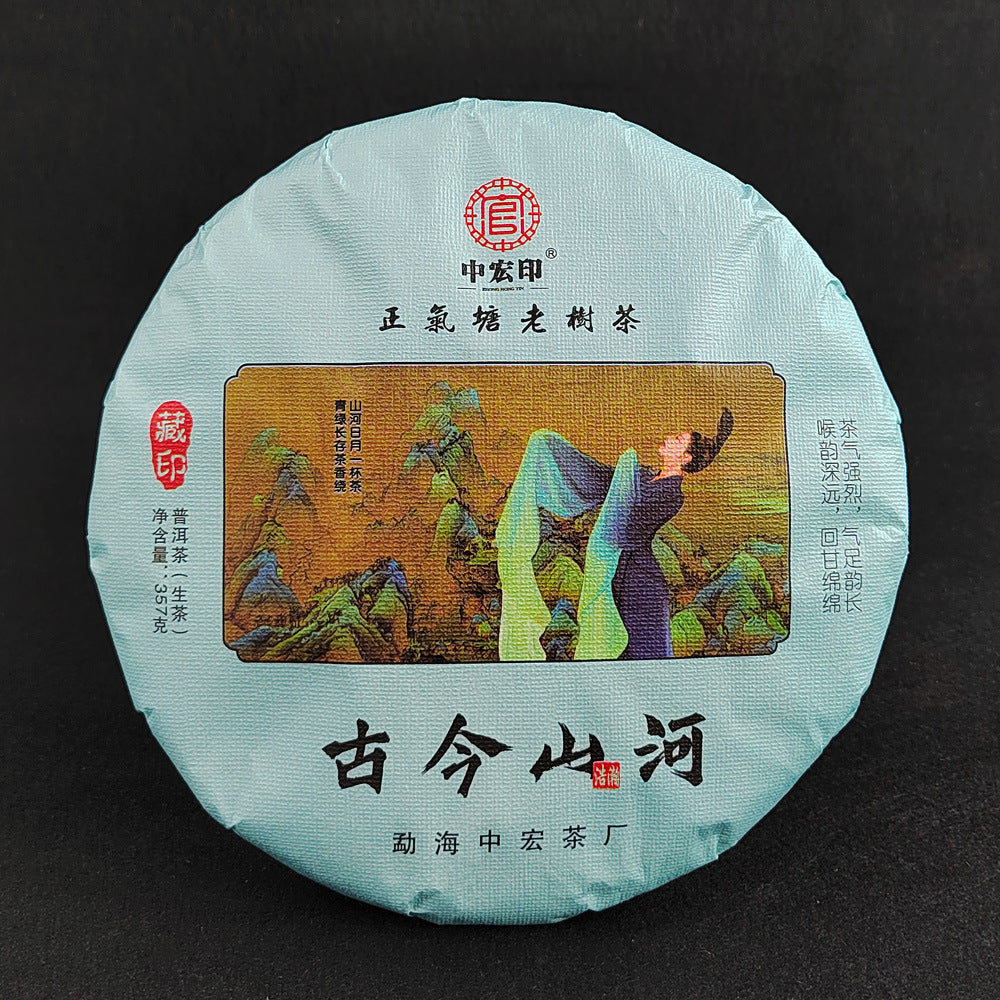 官
中宏印®
ZHONG HONG YIN
正氣塘老樹茶
山河日月一杯茶
青绿长存茶香绕
藏印
普洱茶(生茶)
净含量:357克
茶气强烈,气足韵长
喉韵深远,回甘绵绵
古今山河
浩瀚
勐海中宏茶厂